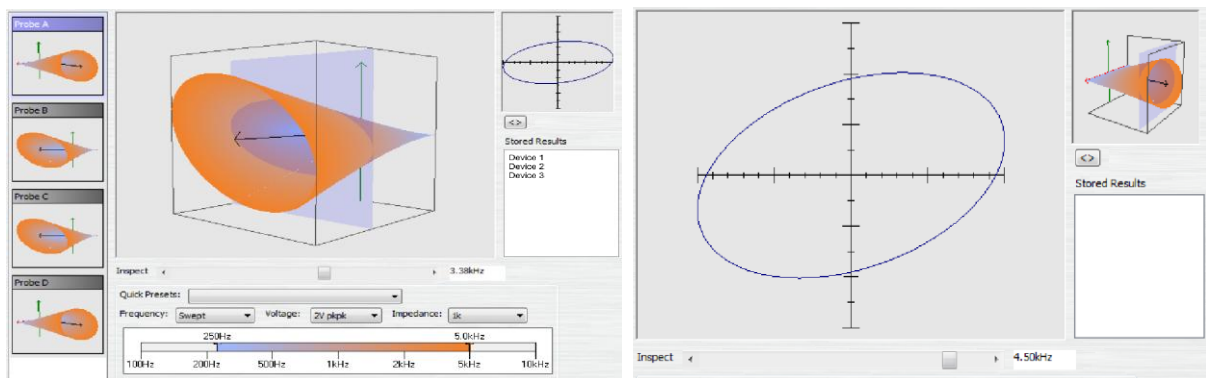 Probe A
Probe B
Probe C
Probe D
<>
Stored Results
Device 1
Device 2
Device 3
Inspect 3.38kHz
Quick Presets:
Frequency: Swept Voltage: 2V pkpk Impedance: 1k
250Hz 5.0kHz
100Hz 200Hz 500Hz 1kHz 2kHz 5kHz 10kHz
<>
Stored Results
Inspect 4.50kHz